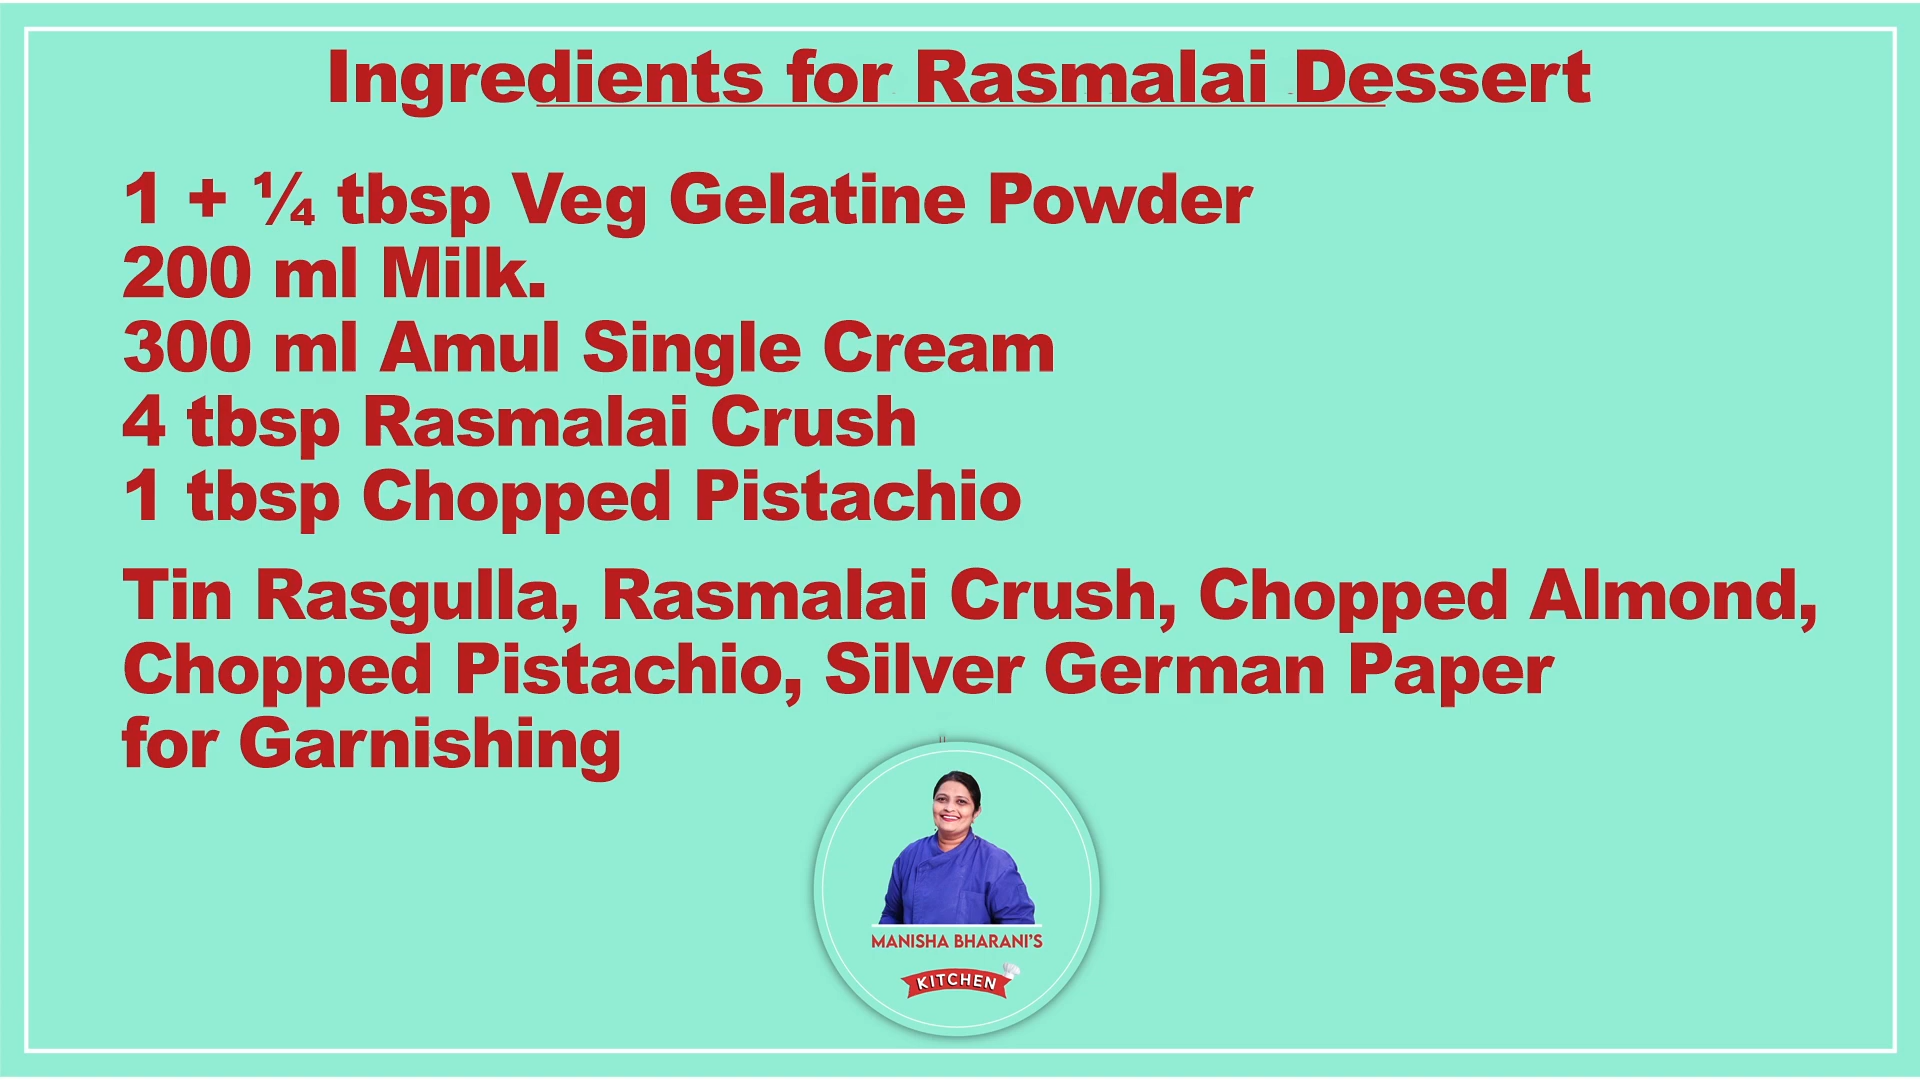 Ingredients for Rasmalai Dessert
1 + ¼ tbsp Veg Gelatine Powder
200 ml Milk.
300 ml Amul Single Cream
4 tbsp Rasmalai Crush
1 tbsp Chopped Pistachio
Tin Rasgulla, Rasmalai Crush, Chopped Almond,
Chopped Pistachio, Silver German Paper
for Garnishing
MANISHA BHARANI'S
KITCHEN